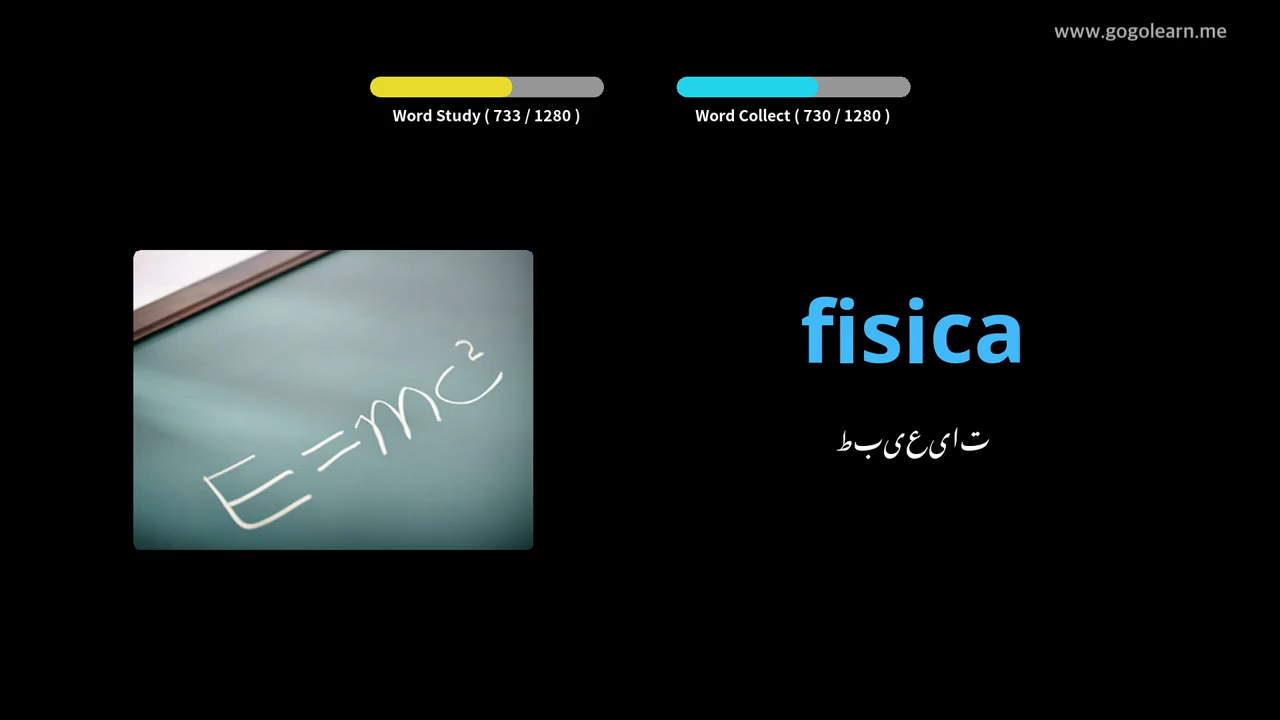 www.gogolearn.me
Word Study ( 733 / 1280 )
Word Collect ( 730 / 1280 )
E=mc²
fisica
طبیعیات